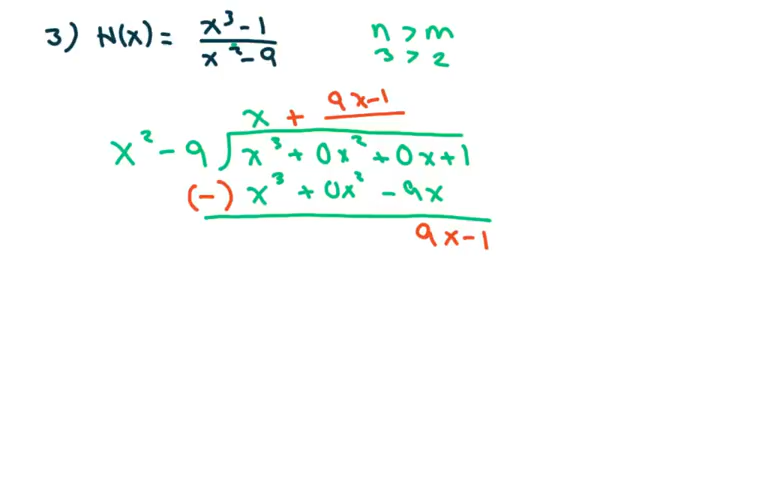 3) H(x) = x³ - 1 / x² - 9
n > m
3 > 2
x + 9x-1
x² - 9 ) x³ + 0x² + 0x + 1
(-) x³ + 0x² - 9x
9x - 1